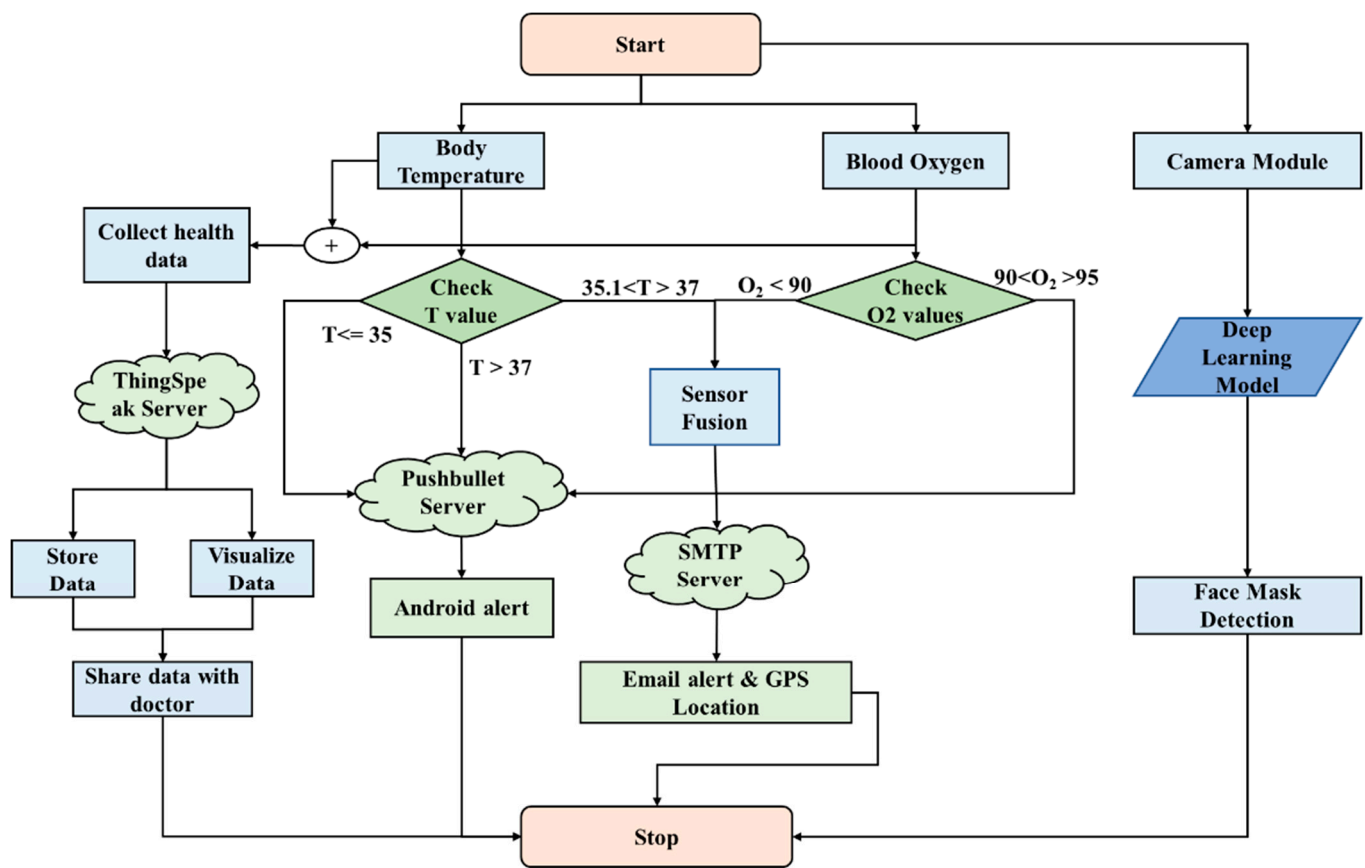 Start
Body
Temperature
Blood Oxygen
Camera Module
Collect health
data
+
Check
T value
35.1<T > 37
O₂ < 90
Check
O2 values
90<O₂ >95
T<= 35
T > 37
ThingSpe
ak Server
Sensor
Fusion
Deep
Learning
Model
Pushbullet
Server
Store
Data
Visualize
Data
SMTP
Server
Android alert
Face Mask
Detection
Share data with
doctor
Email alert & GPS
Location
Stop